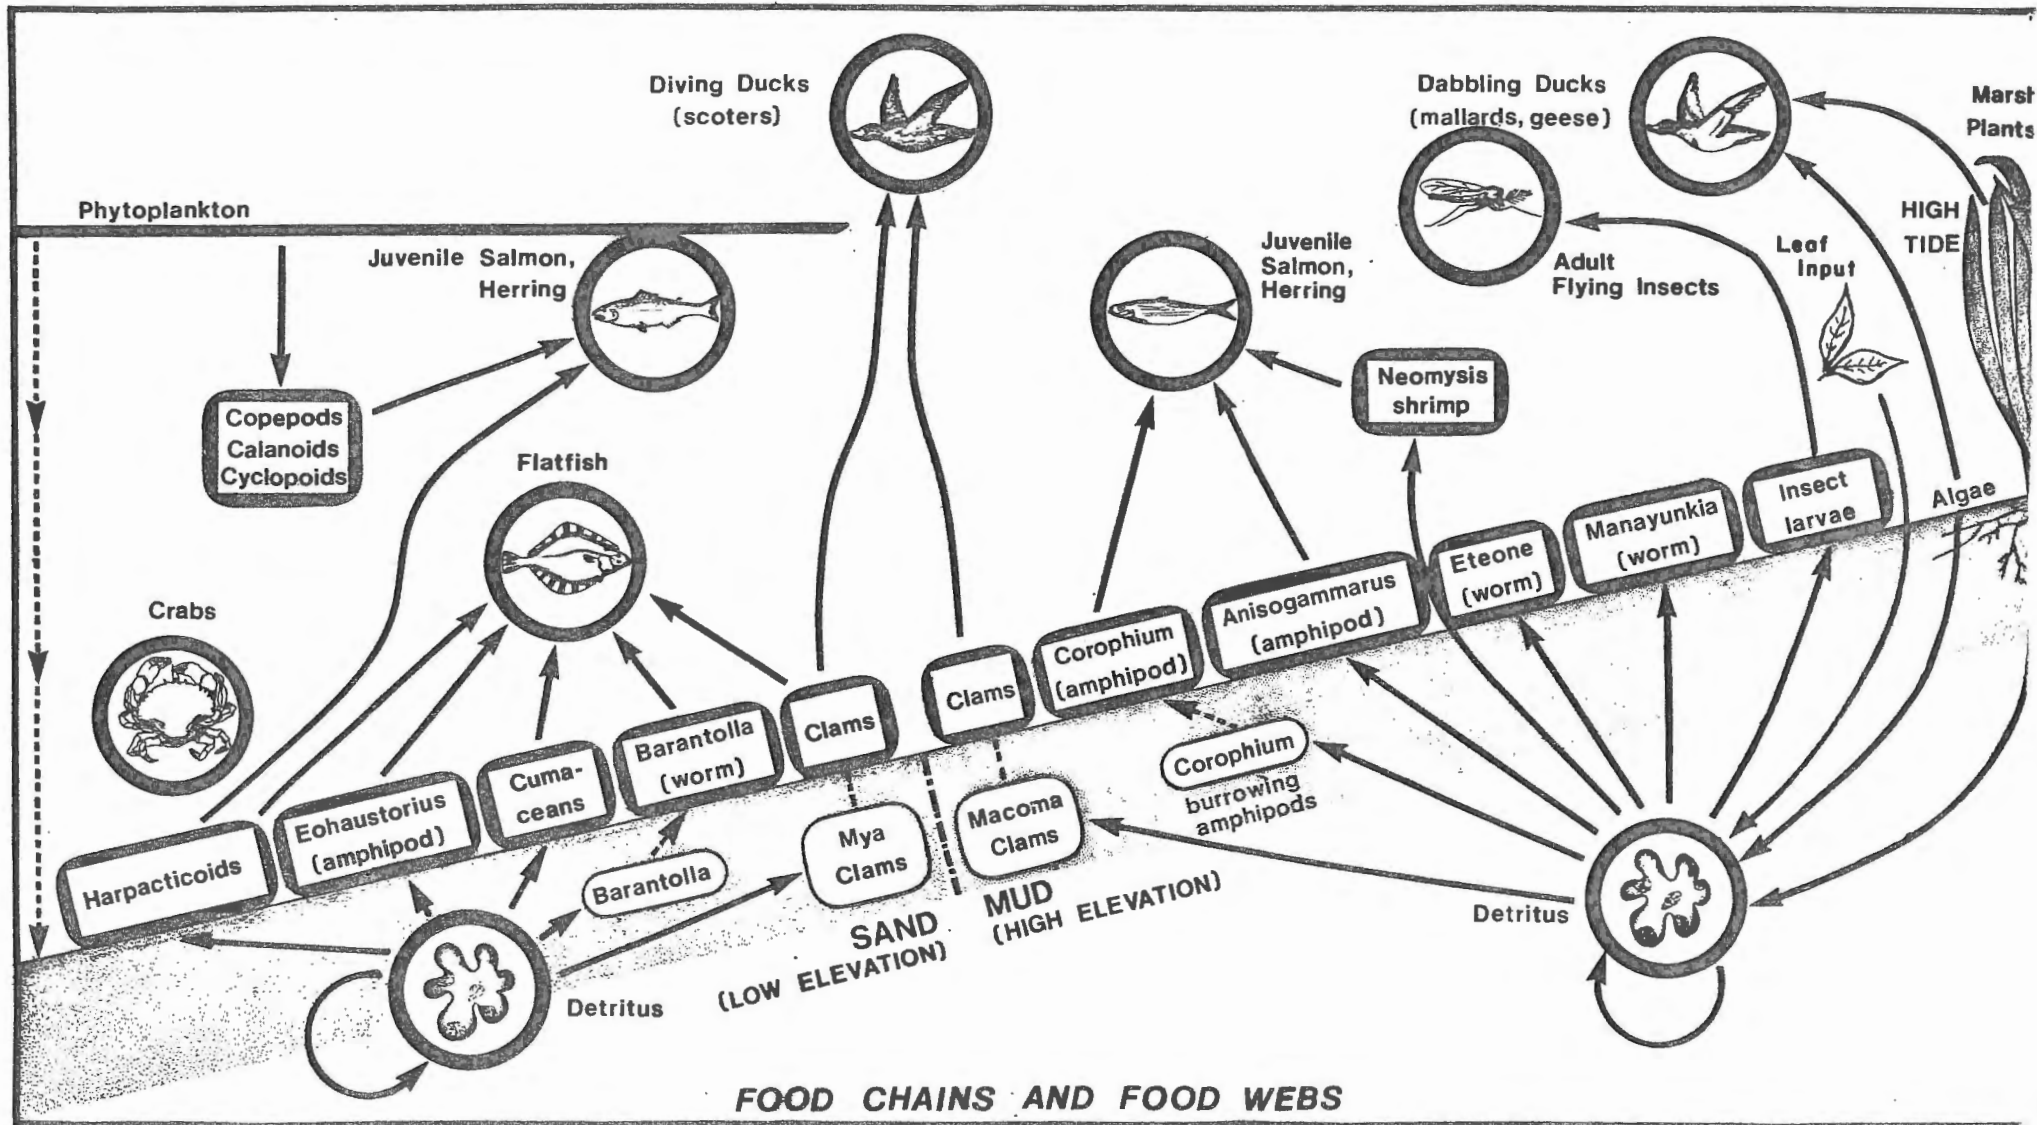 Diving Ducks
(scoters)
Dabbling Ducks
(mallards, geese)
Marsh
Plants
Phytoplankton
HIGH
TIDE
Juvenile Salmon,
Herring
Juvenile
Salmon,
Herring
Adult
Flying Insects
Leaf
Input
Copepods
Calanoids
Cyclopoids
Neomysis
shrimp
Flatfish
Crabs
Harpacticoids
Eohaustorius
(amphipod)
Cuma-
ceans
Barantolla
(worm)
Clams
Clams
Corophium
(amphipod)
Anisogammarus
(amphipod)
Eteone
(worm)
Manayunkia
(worm)
Insect
larvae
Algae
Barantolla
Mya
Clams
Macoma
Clams
Corophium
burrowing
amphipods
SAND
(LOW ELEVATION)
MUD
(HIGH ELEVATION)
Detritus
Detritus
FOOD CHAINS AND FOOD WEBS